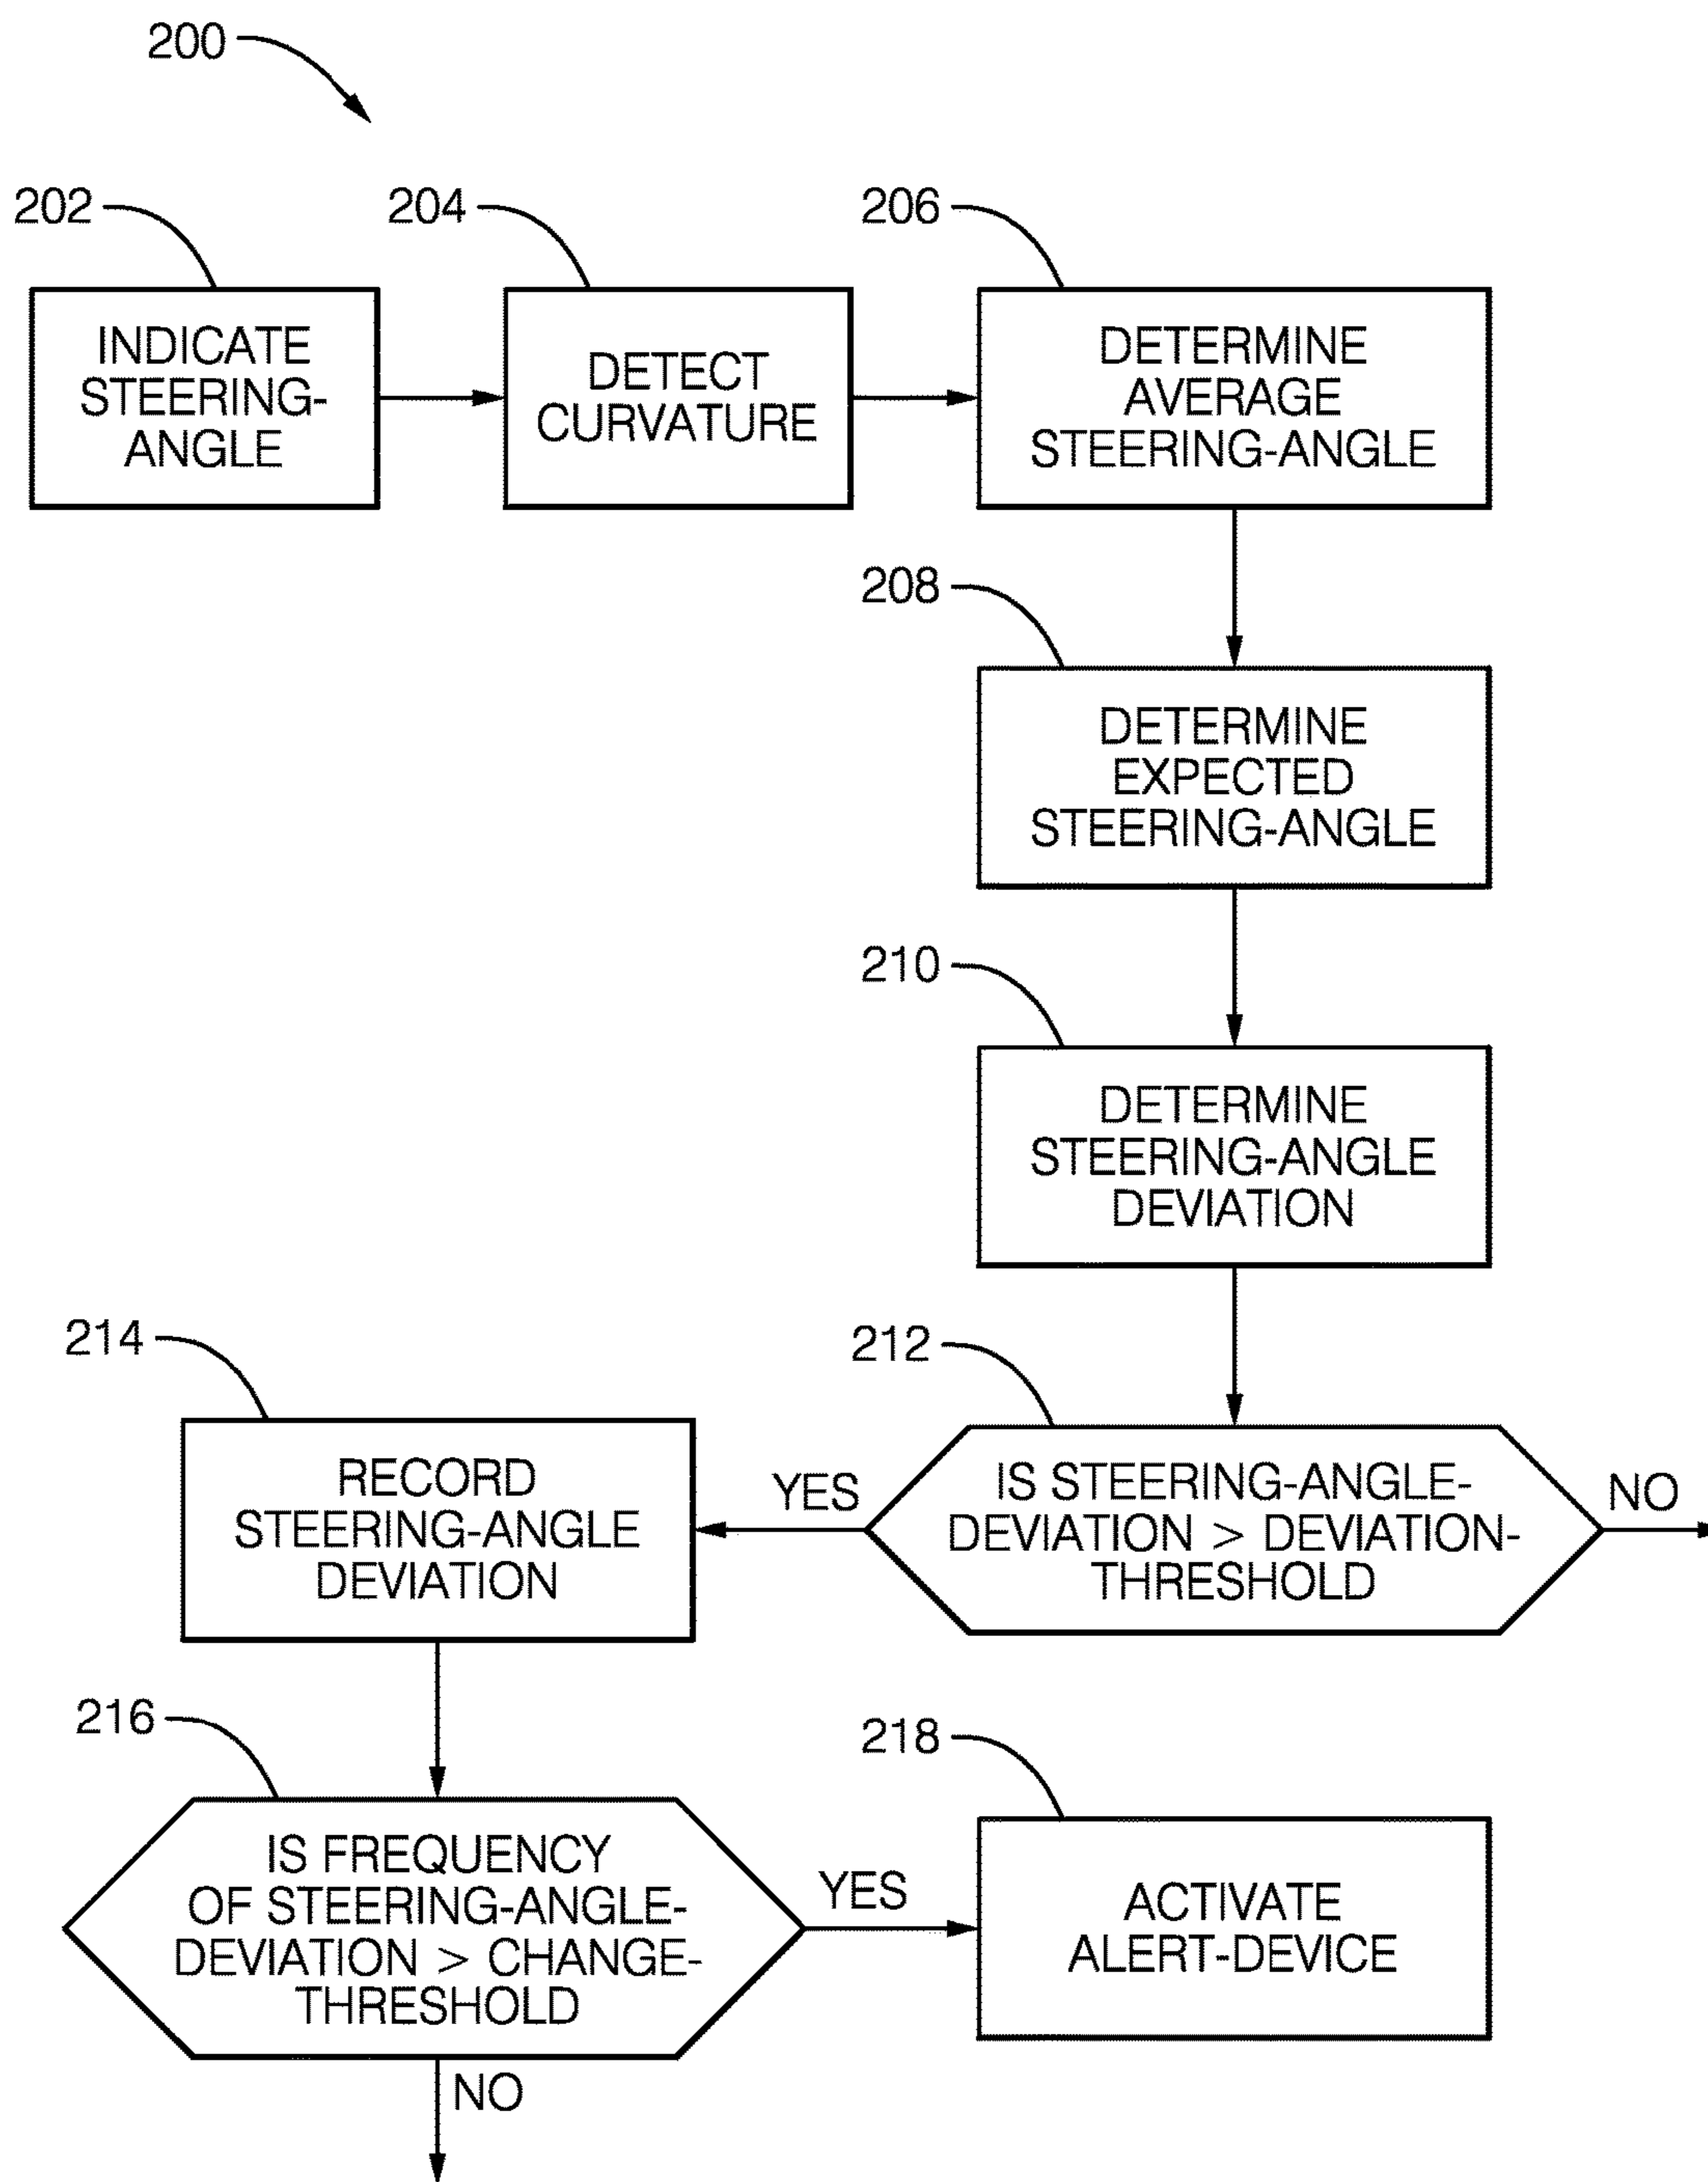 200
202
204
206
INDICATE
STEERING-
ANGLE
DETECT
CURVATURE
DETERMINE
AVERAGE
STEERING-ANGLE
208
DETERMINE
EXPECTED
STEERING-ANGLE
210
DETERMINE
STEERING-ANGLE
DEVIATION
212
IS STEERING-ANGLE-
DEVIATION > DEVIATION-
THRESHOLD
NO
YES
214
RECORD
STEERING-ANGLE
DEVIATION
216
IS FREQUENCY
OF STEERING-ANGLE-
DEVIATION > CHANGE-
THRESHOLD
YES
NO
218
ACTIVATE
ALERT-DEVICE